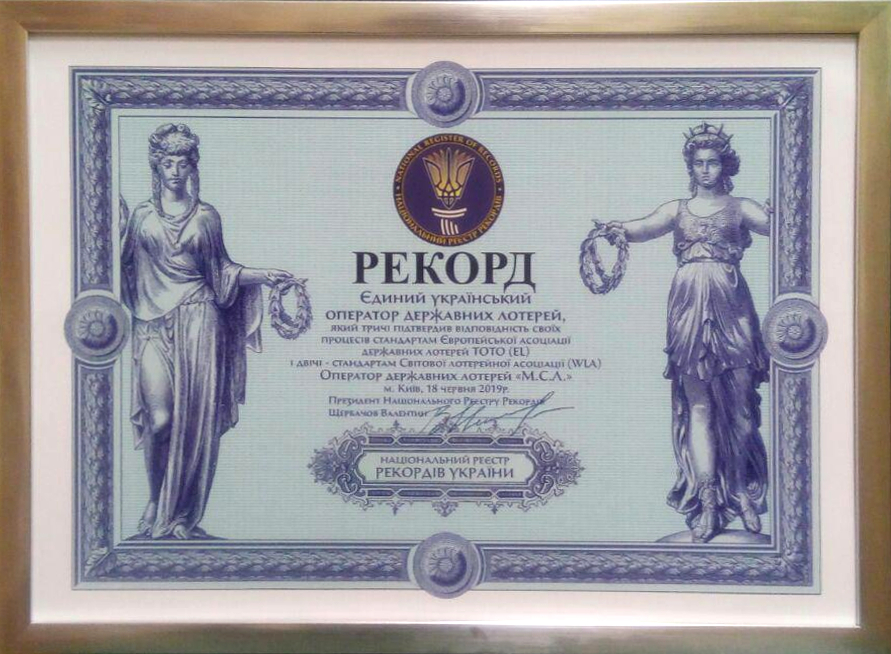 NATIONAL REGISTER OF RECORDS
НАЦІОНАЛЬНИЙ РЕЄСТР РЕКОРДІВ
РЕКОРД
Єдиний український
оператор державних лотерей,
який тричі підтвердив відповідність своїх
процесів стандартам Європейської асоціації
державних лотерей ТОТО (EL)
і двічі - стандартам Світової лотерейної асоціації (WLA)
Оператор державних лотерей «М.С.Л.»
м. Київ, 18 червня 2019р.
Президент Національного Реєстру Рекордів
Щербачов Валентин
НАЦІОНАЛЬНИЙ РЕЄСТР
РЕКОРДІВ УКРАЇНИ